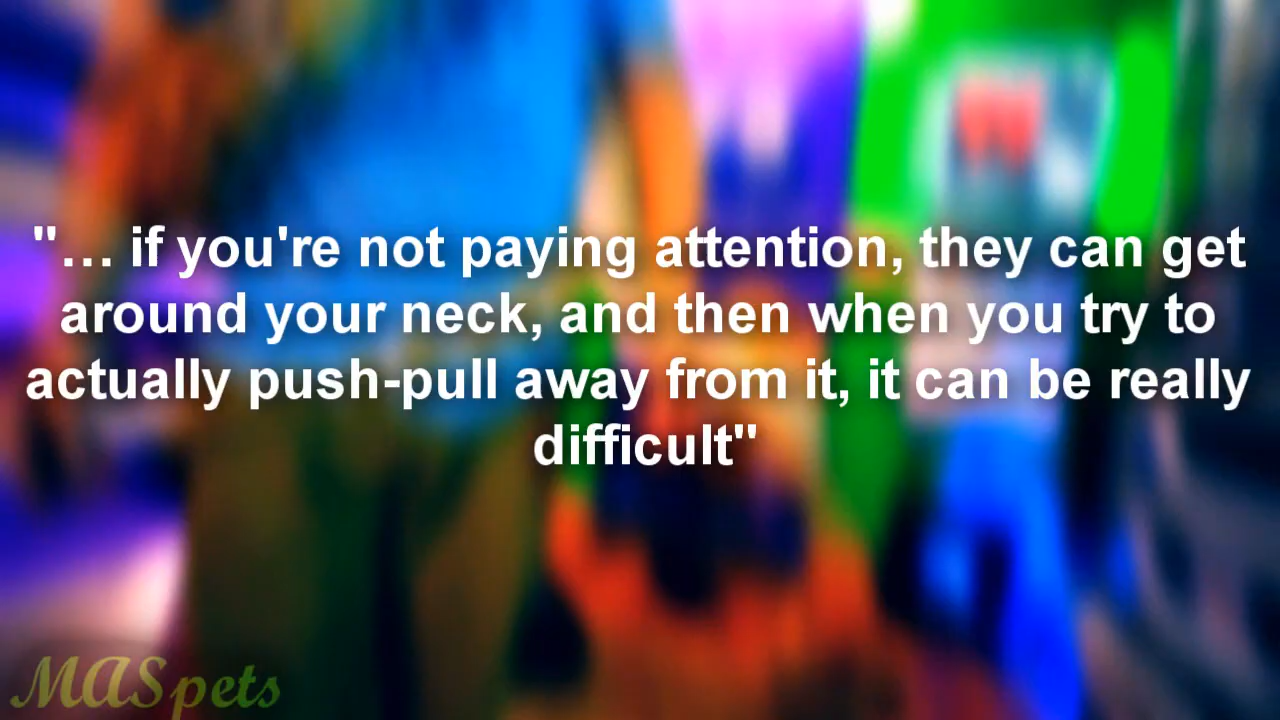 "… if you're not paying attention, they can get
around your neck, and then when you try to
actually push-pull away from it, it can be really
difficult"
MASpets